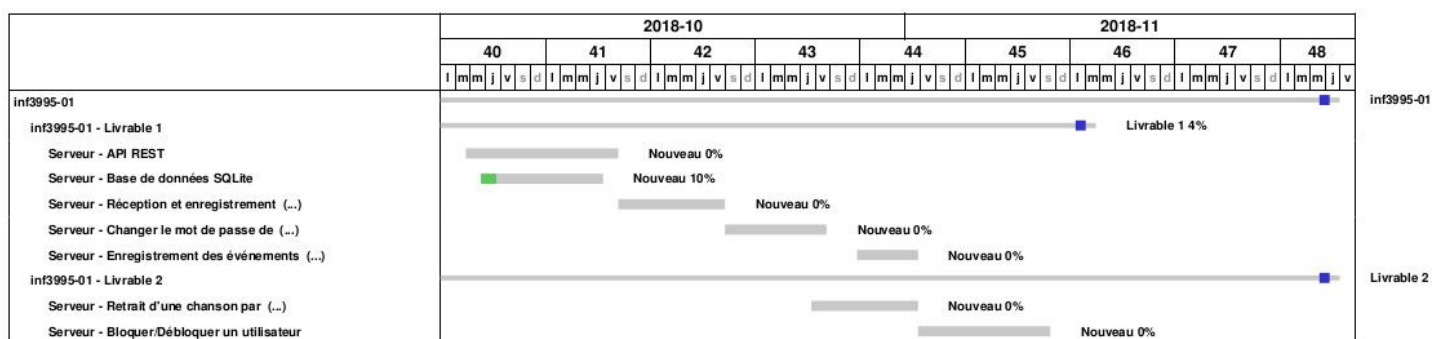 2018-10 2018-11
40 41 42 43 44 45 46 47 48
l m m j v s d l m m j v s d l m m j v s d l m m j v s d l m m j v s d l m m j v s d l m m j v s d l m m j v s d l m m j v
inf3995-01 inf3995-01
inf3995-01 - Livrable 1 Livrable 1 4%
Serveur - API REST Nouveau 0%
Serveur - Base de données SQLite Nouveau 10%
Serveur - Réception et enregistrement (...) Nouveau 0%
Serveur - Changer le mot de passe de (...) Nouveau 0%
Serveur - Enregistrement des événements (...) Nouveau 0%
inf3995-01 - Livrable 2 Livrable 2
Serveur - Retrait d'une chanson par (...) Nouveau 0%
Serveur - Bloquer/Débloquer un utilisateur Nouveau 0%